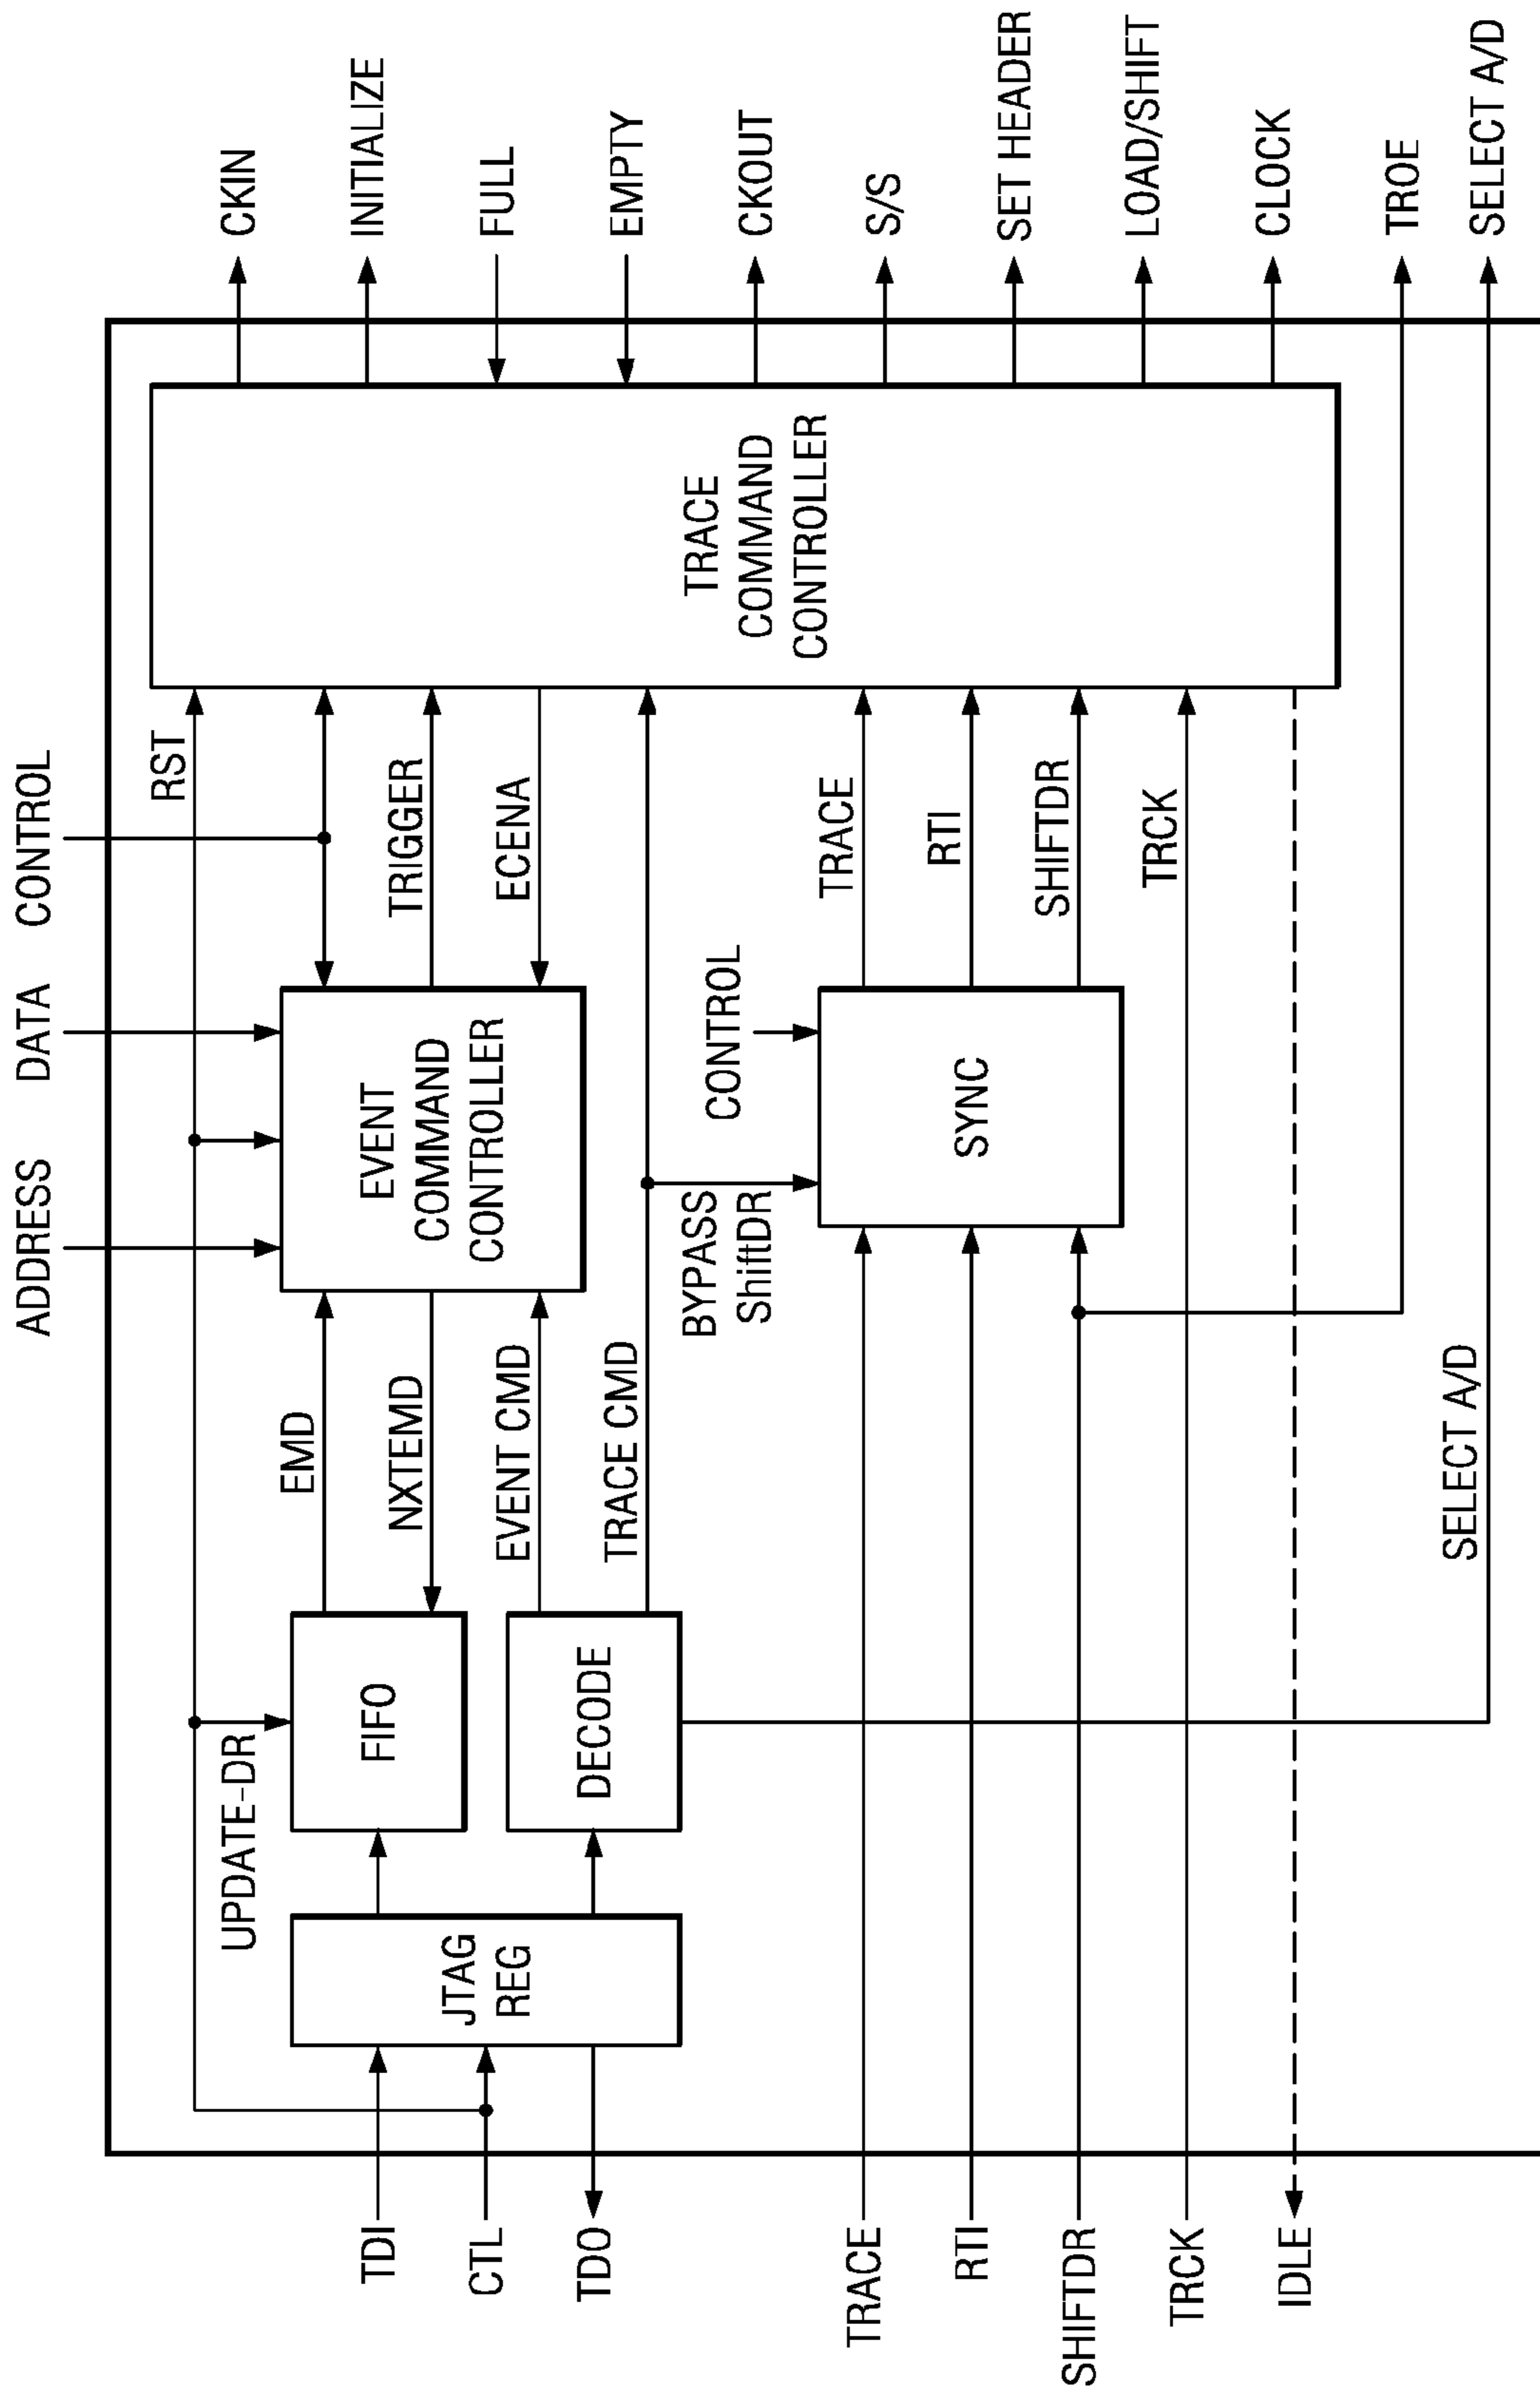 ADDRESS
DATA
CONTROL
RST
UPDATE-DR
EMD
NXTEMD
EVENT CMD
TRACE CMD
TRIGGER
ECENA
TDI
CTL
TDO
JTAG
REG
FIFO
DECODE
EVENT
COMMAND
CONTROLLER
BYPASS
ShiftDR
CONTROL
SYNC
TRACE
RTI
SHIFTDR
TRCK
IDLE
TRACE
RTI
SHIFTDR
TRCK
SELECT A/D
TRACE
COMMAND
CONTROLLER
CKIN
INITIALIZE
FULL
EMPTY
CKOUT
S/S
SET HEADER
LOAD/SHIFT
CLOCK
TROE
SELECT A/D